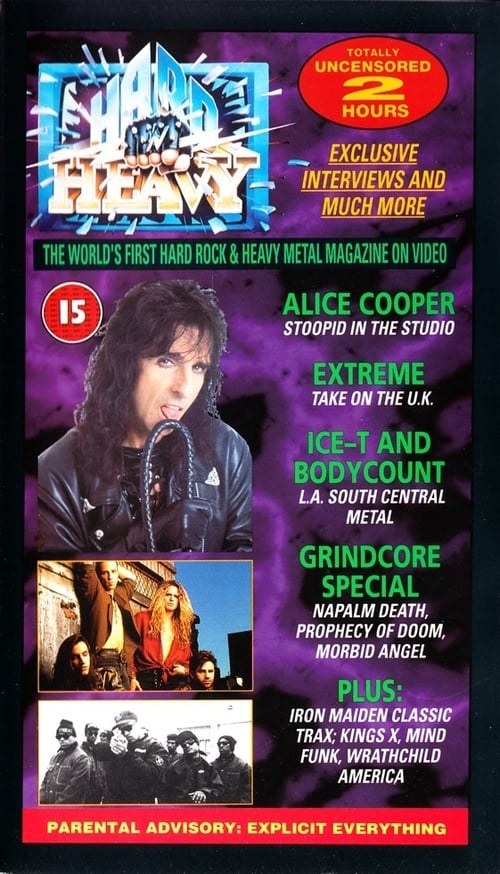 HARD
'N'
HEAVY
TOTALLY
UNCENSORED
2
HOURS
EXCLUSIVE
INTERVIEWS AND
MUCH MORE
THE WORLD'S FIRST HARD ROCK & HEAVY METAL MAGAZINE ON VIDEO
15
ALICE COOPER
STOOPID IN THE STUDIO
EXTREME
TAKE ON THE U.K.
ICE-T AND
BODYCOUNT
L.A. SOUTH CENTRAL
METAL
GRINDCORE
SPECIAL
NAPALM DEATH,
PROPHECY OF DOOM,
MORBID ANGEL
PLUS:
IRON MAIDEN CLASSIC
TRAX; KINGS X, MIND
FUNK, WRATHCHILD
AMERICA
PARENTAL ADVISORY: EXPLICIT EVERYTHING